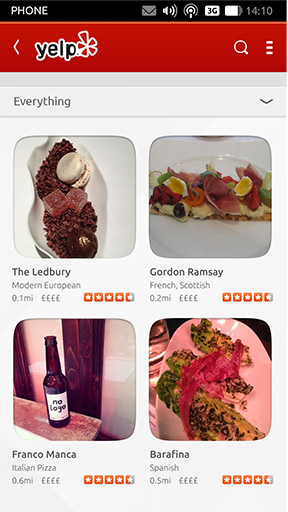 PHONE 3G 14:10
yelp
Everything
The Ledbury
Modern European
0.1mi ££££
Gordon Ramsay
French, Scottish
0.2mi ££££
no
logo
Franco Manca
Italian Pizza
0.6mi ££££
Barafina
Spanish
0.5mi ££££